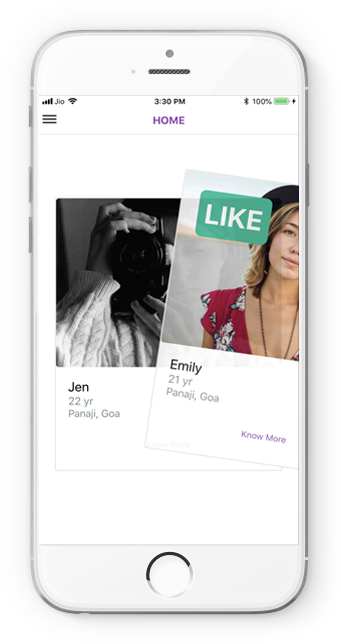 Jio 3:30 PM 100%
HOME
LIKE
Emily
21 yr
Panaji, Goa
Know More
Jen
22 yr
Panaji, Goa
Know More